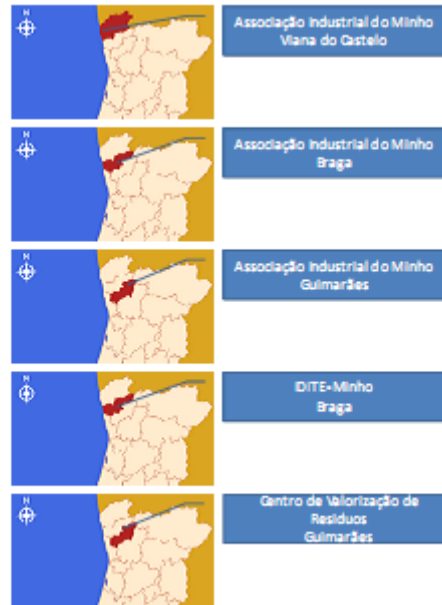 N
Associação Industrial do Minho
Viana do Castelo
N
Associação Industrial do Minho
Braga
N
Associação Industrial do Minho
Guimarães
N
IDITE-Minho
Braga
N
Centro de Valorização de
Resíduos
Guimarães